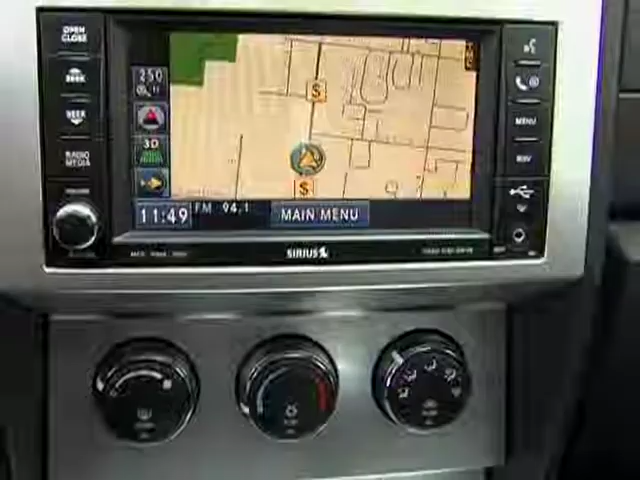 OPEN
CLOSE
SEEK
SEEK
RADIO
MEDIA
250
3D
11:49
FM 94.1
MAIN MENU
MENU
NAV
SIRIUS
$
$